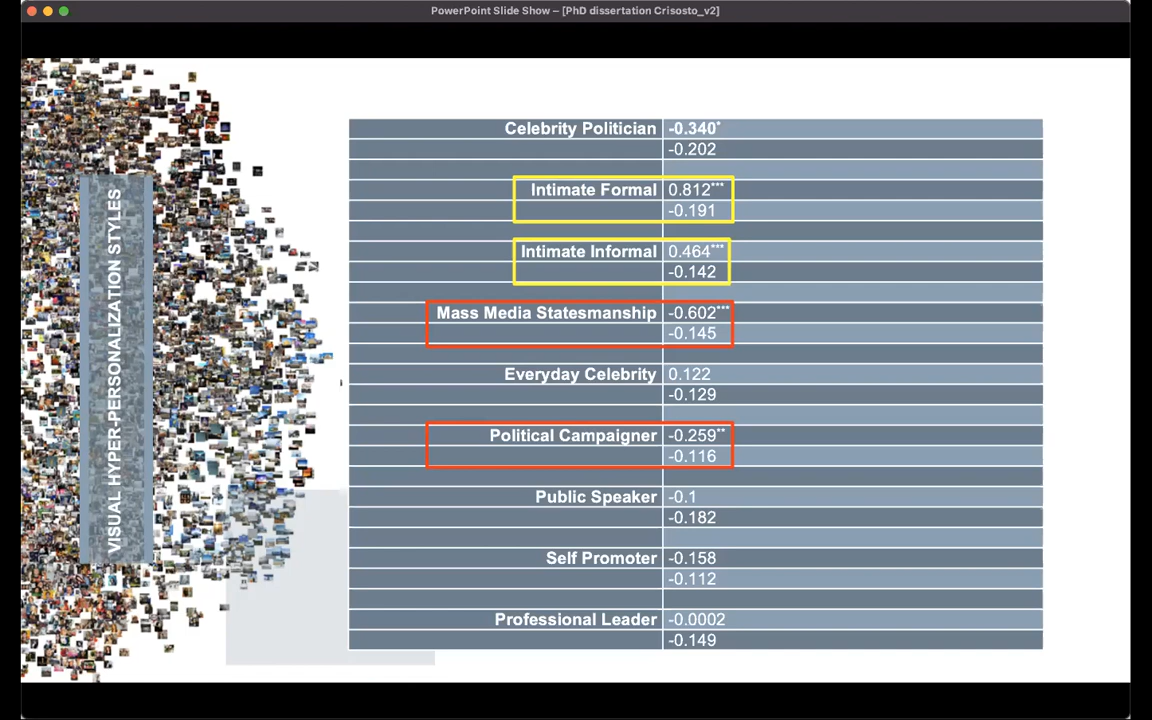 PowerPoint Slide Show – [PhD dissertation Crisosto_v2]
VISUAL HYPER-PERSONALIZATION STYLES
Celebrity Politician -0.340*
-0.202
Intimate Formal 0.812***
-0.191
Intimate Informal 0.464***
-0.142
Mass Media Statesmanship -0.602***
-0.145
Everyday Celebrity 0.122
-0.129
Political Campaigner -0.259**
-0.116
Public Speaker -0.1
-0.182
Self Promoter -0.158
-0.112
Professional Leader -0.0002
-0.149